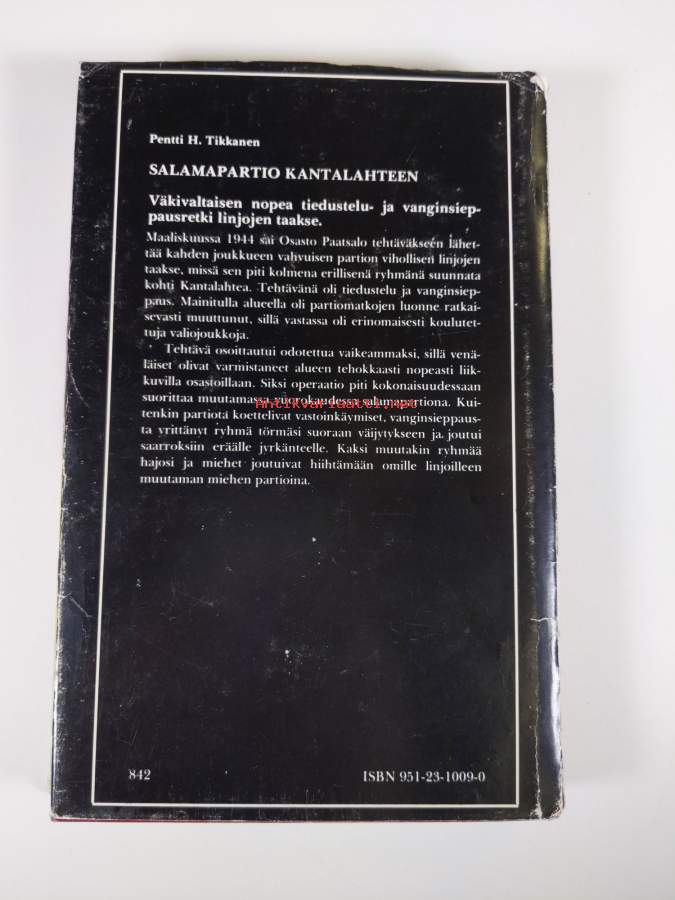 Pentti H. Tikkanen
SALAMAPARTIO KANTALAHTEEN
Väkivaltaisen nopea tiedustelu- ja vanginsiep-
pausretki linjojen taakse.
Maaliskuussa 1944 sai Osasto Paatsalo tehtäväkseen lähet-
tää kahden joukkueen vahvuisen partion vihollisen linjojen
taakse, missä sen piti kolmena erillisenä ryhmänä suunnata
kohti Kantalahtea. Tehtävänä oli tiedustelu ja vanginsiep-
paus. Mainitulla alueella oli partiomatkojen luonne ratkai-
sevasti muuttunut, sillä vastassa oli erinomaisesti koulutet-
tuja valiojoukkoja.
Tehtävä osoittautui odotettua vaikeammaksi, sillä venä-
läiset olivat varmistaneet alueen tehokkaasti nopeasti liik-
kuvilla osastoillaan. Siksi operaatio piti kokonaisuudessaan
suorittaa muutamassa vuorokaudessa salamapartiona. Kui-
antikvariaatti.net
tenkin partiota koettelivat vastoinkäymiset, vanginsieppaus-
ta yrittänyt ryhmä törmäsi suoraan väijytykseen ja joutui
saarroksiin eräälle jyrkänteelle. Kaksi muutakin ryhmää
hajosi ja miehet joutuivat hiihtämään omille linjoilleen
muutaman miehen partioina.
842
ISBN 951-23-1009-0